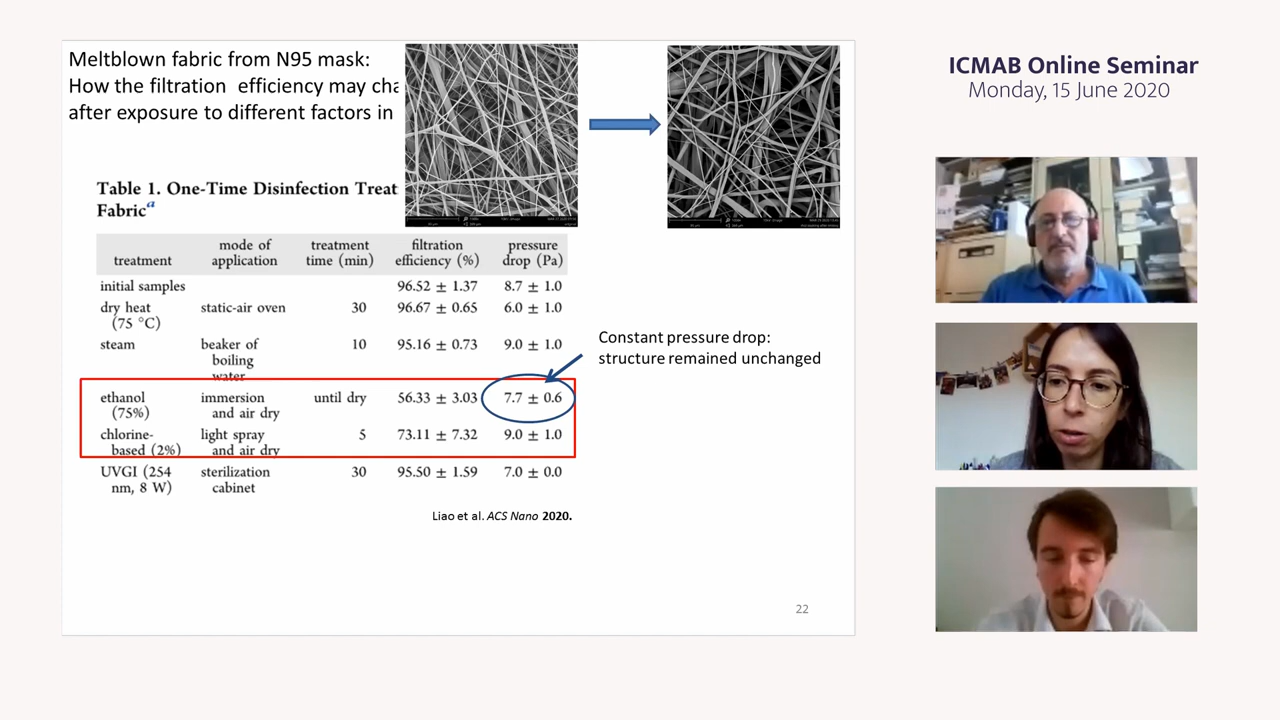 Meltblown fabric from N95 mask:
How the filtration efficiency may cha
after exposure to different factors in
Table 1. One-Time Disinfection Treat
Fabric a
treatment mode of application treatment time (min) filtration efficiency (%) pressure drop (Pa)
initial samples 96.52 ± 1.37 8.7 ± 1.0
dry heat (75 °C) static-air oven 30 96.67 ± 0.65 6.0 ± 1.0
steam beaker of boiling water 10 95.16 ± 0.73 9.0 ± 1.0
ethanol (75%) immersion and air dry until dry 56.33 ± 3.03 7.7 ± 0.6
chlorine-based (2%) light spray and air dry 5 73.11 ± 7.32 9.0 ± 1.0
UVGI (254 nm, 8 W) sterilization cabinet 30 95.50 ± 1.59 7.0 ± 0.0
Liao et al. ACS Nano 2020.
Constant pressure drop:
structure remained unchanged
22
ICMAB Online Seminar
Monday, 15 June 2020